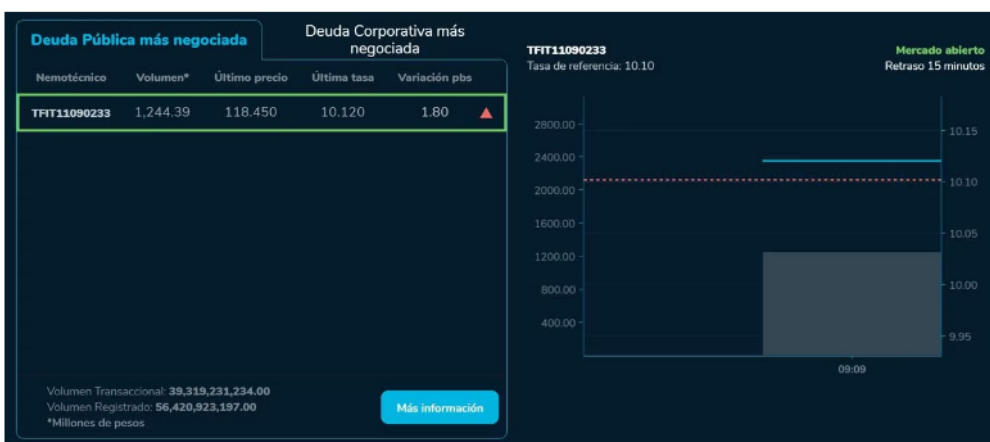 Deuda Pública más negociada
Deuda Corporativa más
negociada
Nemotécnico Volumen* Último precio Última tasa Variación pbs
TFIT11090233 1,244.39 118.450 10.120 1.80
Volumen Transaccional: 39,319,231,234.00
Volumen Registrado: 56,420,923,197.00
*Millones de pesos
Más información
TFIT11090233 Mercado abierto
Tasa de referencia: 10.10 Retraso 15 minutos
2800.00
2400.00
2000.00
1600.00
1200.00
800.00
400.00
10.15
10.10
10.05
10.00
9.95
09:09